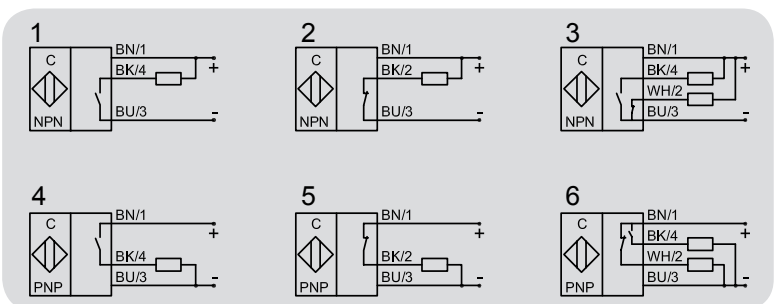 1
BN/1
+
C
BK/4
NPN
BU/3
-
2
BN/1
+
C
BK/2
NPN
BU/3
-
3
BN/1
+
C
BK/4
WH/2
NPN
BU/3
-
4
BN/1
+
C
BK/4
PNP
BU/3
-
5
BN/1
+
C
BK/2
PNP
BU/3
-
6
BN/1
+
C
BK/4
WH/2
PNP
BU/3
-